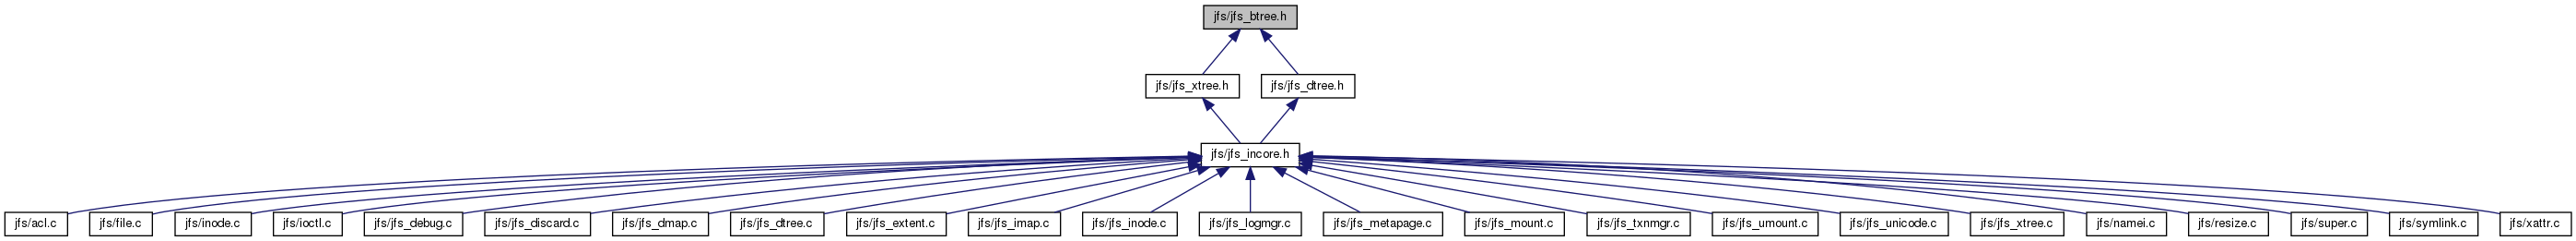 jfs/jfs_btree.h
jfs/jfs_xtree.h
jfs/jfs_dtree.h
jfs/jfs_incore.h
jfs/acl.c
jfs/file.c
jfs/inode.c
jfs/ioctl.c
jfs/jfs_debug.c
jfs/jfs_discard.c
jfs/jfs_dmap.c
jfs/jfs_dtree.c
jfs/jfs_extent.c
jfs/jfs_imap.c
jfs/jfs_inode.c
jfs/jfs_logmgr.c
jfs/jfs_metapage.c
jfs/jfs_mount.c
jfs/jfs_txnmgr.c
jfs/jfs_umount.c
jfs/jfs_unicode.c
jfs/jfs_xtree.c
jfs/namei.c
jfs/resize.c
jfs/super.c
jfs/symlink.c
jfs/xattr.c